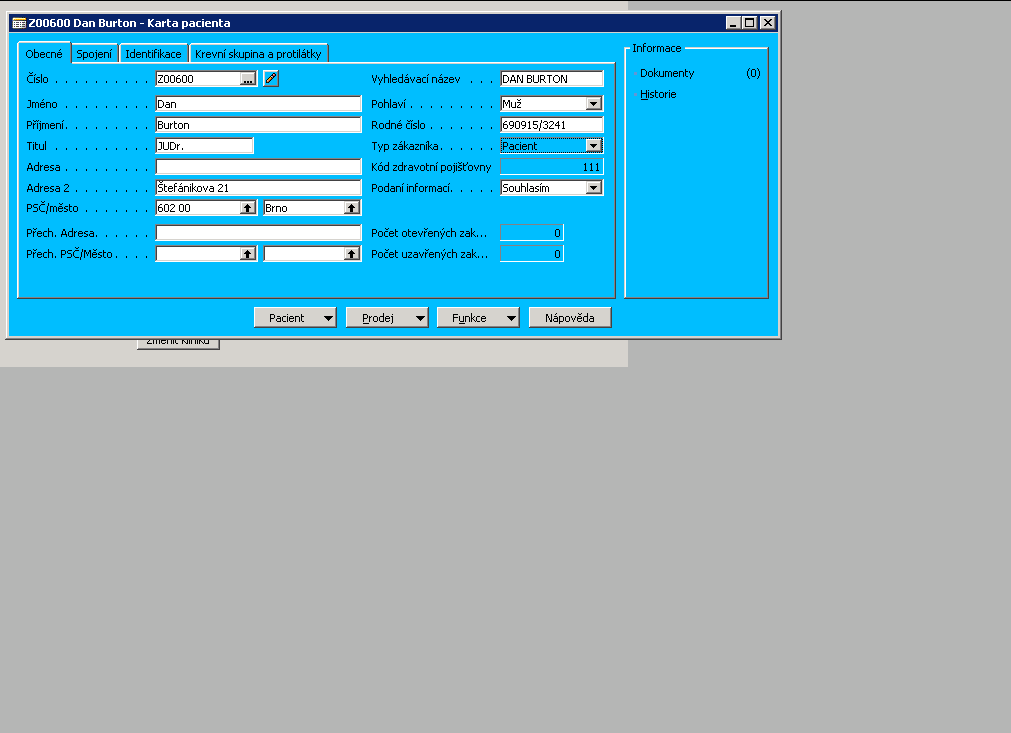 Z00600 Dan Burton - Karta pacienta
Obecné Spojení Identifikace Krevní skupina a protilátky
Číslo . . . . . . . . . Z00600 ...
Jméno . . . . . . . . Dan
Příjmení. . . . . . . . Burton
Titul . . . . . . . . . JUDr.
Adresa . . . . . . . .
Adresa 2 . . . . . . . Štefánikova 21
PSČ/město . . . . . . 602 00 Brno
Přech. Adresa. . . . . .
Přech. PSČ/Město . . . .
Vyhledávací název . . . DAN BURTON
Pohlaví . . . . . . . . Muž
Rodné číslo . . . . . . 690915/3241
Typ zákazníka. . . . . . Pacient
Kód zdravotní pojišťovny 111
Podaní informací. . . . . Souhlasím
Počet otevřených zak... 0
Počet uzavřených zak... 0
Informace
Dokumenty (0)
Historie
Pacient Prodej Funkce Nápověda
Změnit kliniku